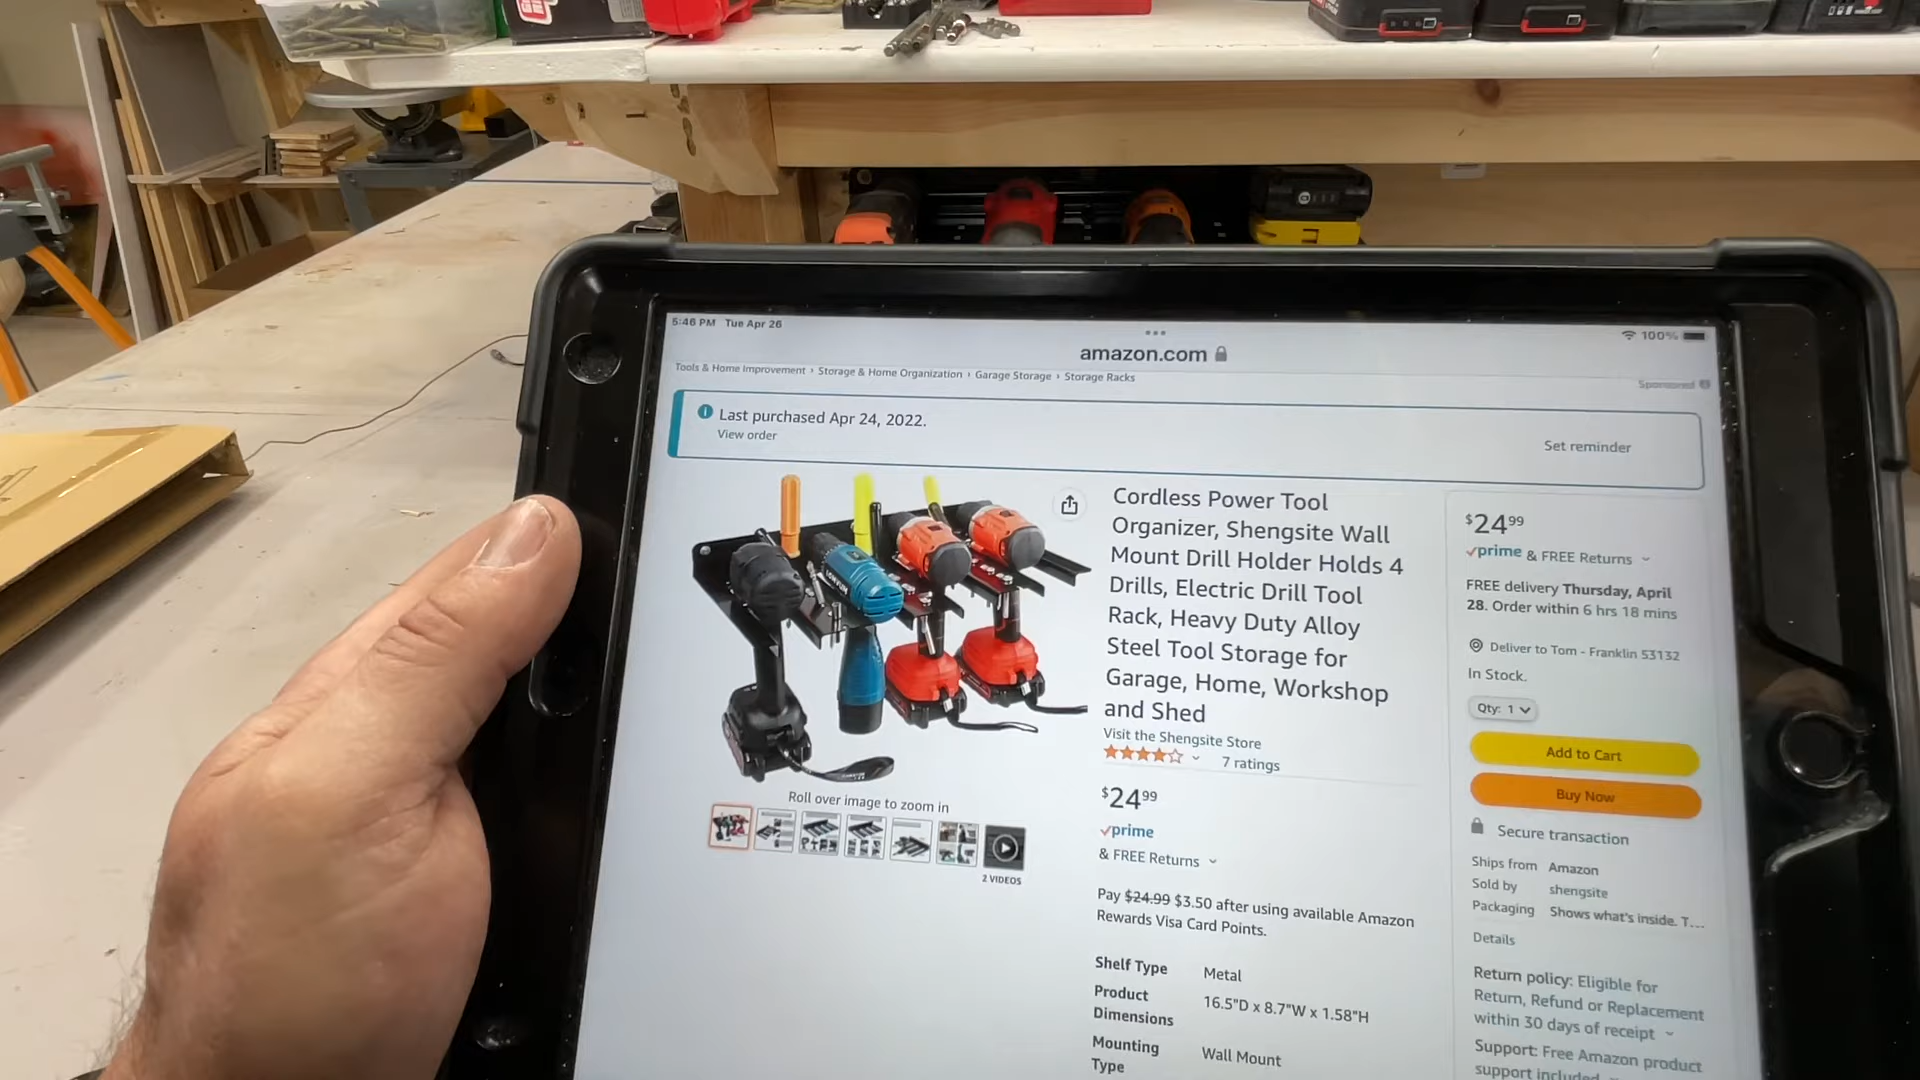 5:46 PM Tue Apr 26
100%
amazon.com
Tools & Home Improvement › Storage & Home Organization › Garage Storage › Storage Racks
Sponsored
Last purchased Apr 24, 2022.
View order
Set reminder
Cordless Power Tool
Organizer, Shengsite Wall
Mount Drill Holder Holds 4
Drills, Electric Drill Tool
Rack, Heavy Duty Alloy
Steel Tool Storage for
Garage, Home, Workshop
and Shed
Visit the Shengsite Store
7 ratings
$24.99
prime
& FREE Returns
Pay $24.99 $3.50 after using available Amazon
Rewards Visa Card Points.
Shelf Type Metal
Product
Dimensions
16.5"D x 8.7"W x 1.58"H
Mounting
Type
Wall Mount
Roll over image to zoom in
2 VIDEOS
$24.99
prime & FREE Returns
FREE delivery Thursday, April
28. Order within 6 hrs 18 mins
Deliver to Tom - Franklin 53132
In Stock.
Qty: 1
Add to Cart
Buy Now
Secure transaction
Ships from Amazon
Sold by shengsite
Packaging Shows what's inside. T...
Details
Return policy: Eligible for
Return, Refund or Replacement
within 30 days of receipt
Support: Free Amazon product
support included